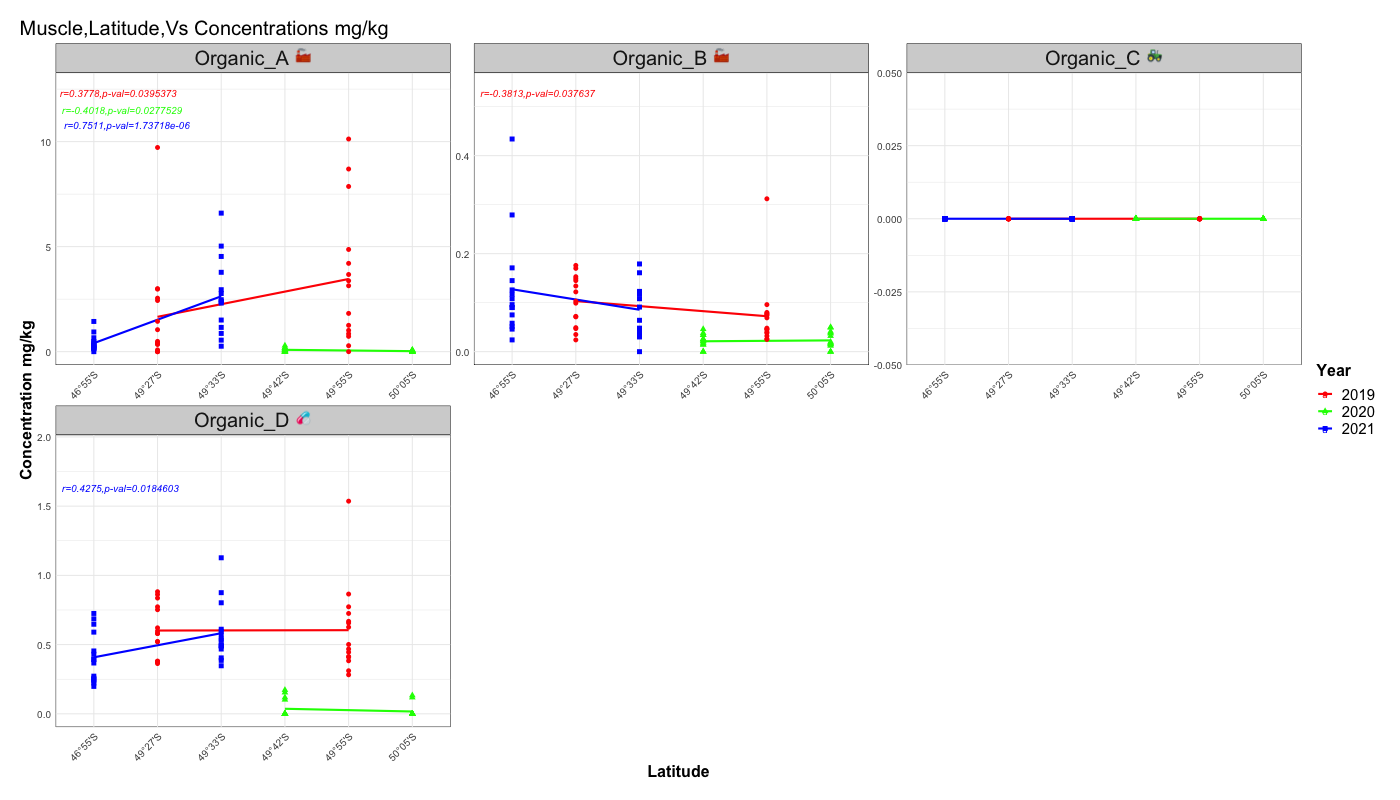 Muscle,Latitude,Vs Concentrations mg/kg
Organic_A
r=0.3778,p-val=0.0395373
r=-0.4018,p-val=0.0277529
r=0.7511,p-val=1.73718e-06
10
5
0
46°55'S
49°27'S
49°33'S
49°42'S
49°55'S
50°05'S
Organic_B
r=-0.3813,p-val=0.037637
0.4
0.2
0.0
46°55'S
49°27'S
49°33'S
49°42'S
49°55'S
50°05'S
Organic_C
0.050
0.025
0.000
-0.025
-0.050
46°55'S
49°27'S
49°33'S
49°42'S
49°55'S
50°05'S
Organic_D
r=0.4275,p-val=0.0184603
2.0
1.5
1.0
0.5
0.0
46°55'S
49°27'S
49°33'S
49°42'S
49°55'S
50°05'S
Concentration mg/kg
Latitude
Year
2019
2020
2021